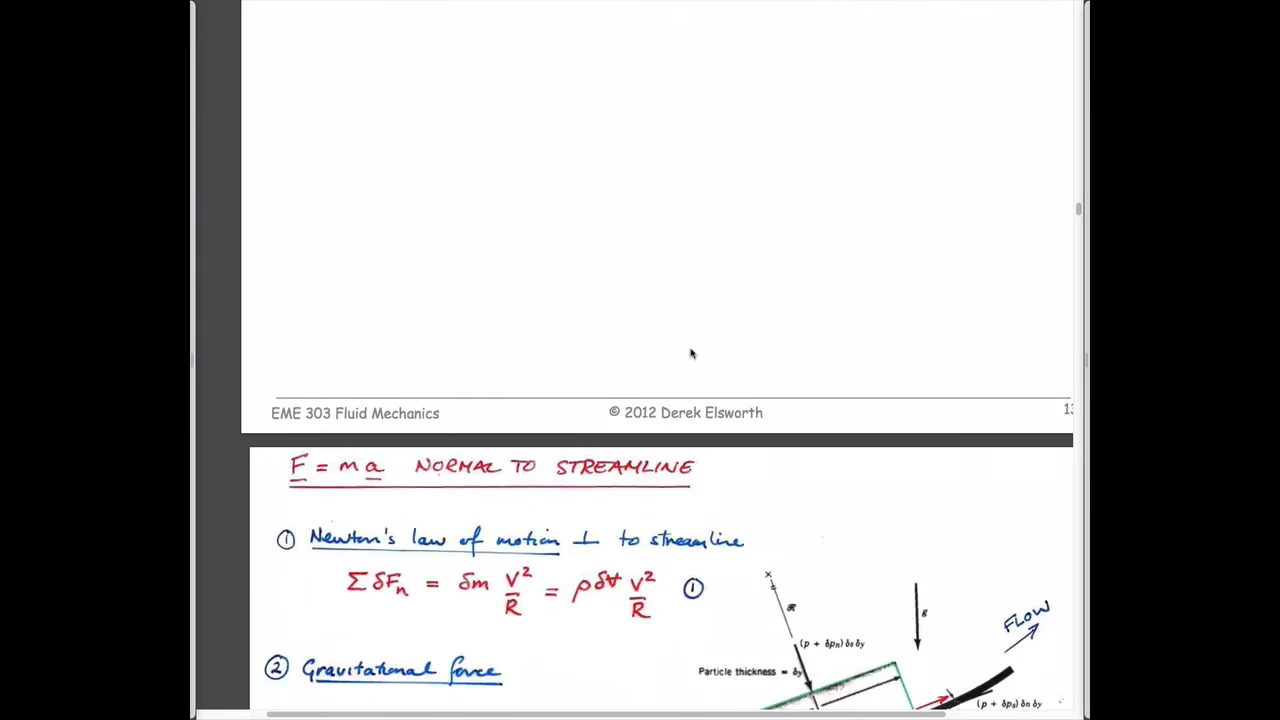 EME 303 Fluid Mechanics © 2012 Derek Elsworth
F = m a NORMAL TO STREAMLINE
① Newton's law of motion ⊥ to streamline
Σ δFn = δm V²/R = ρ δV V²/R ①
x
ℛ
g
FLOW
(p + δpn) δs δy
② Gravitational force
Particle thickness = δy
(p + δps) δn δy